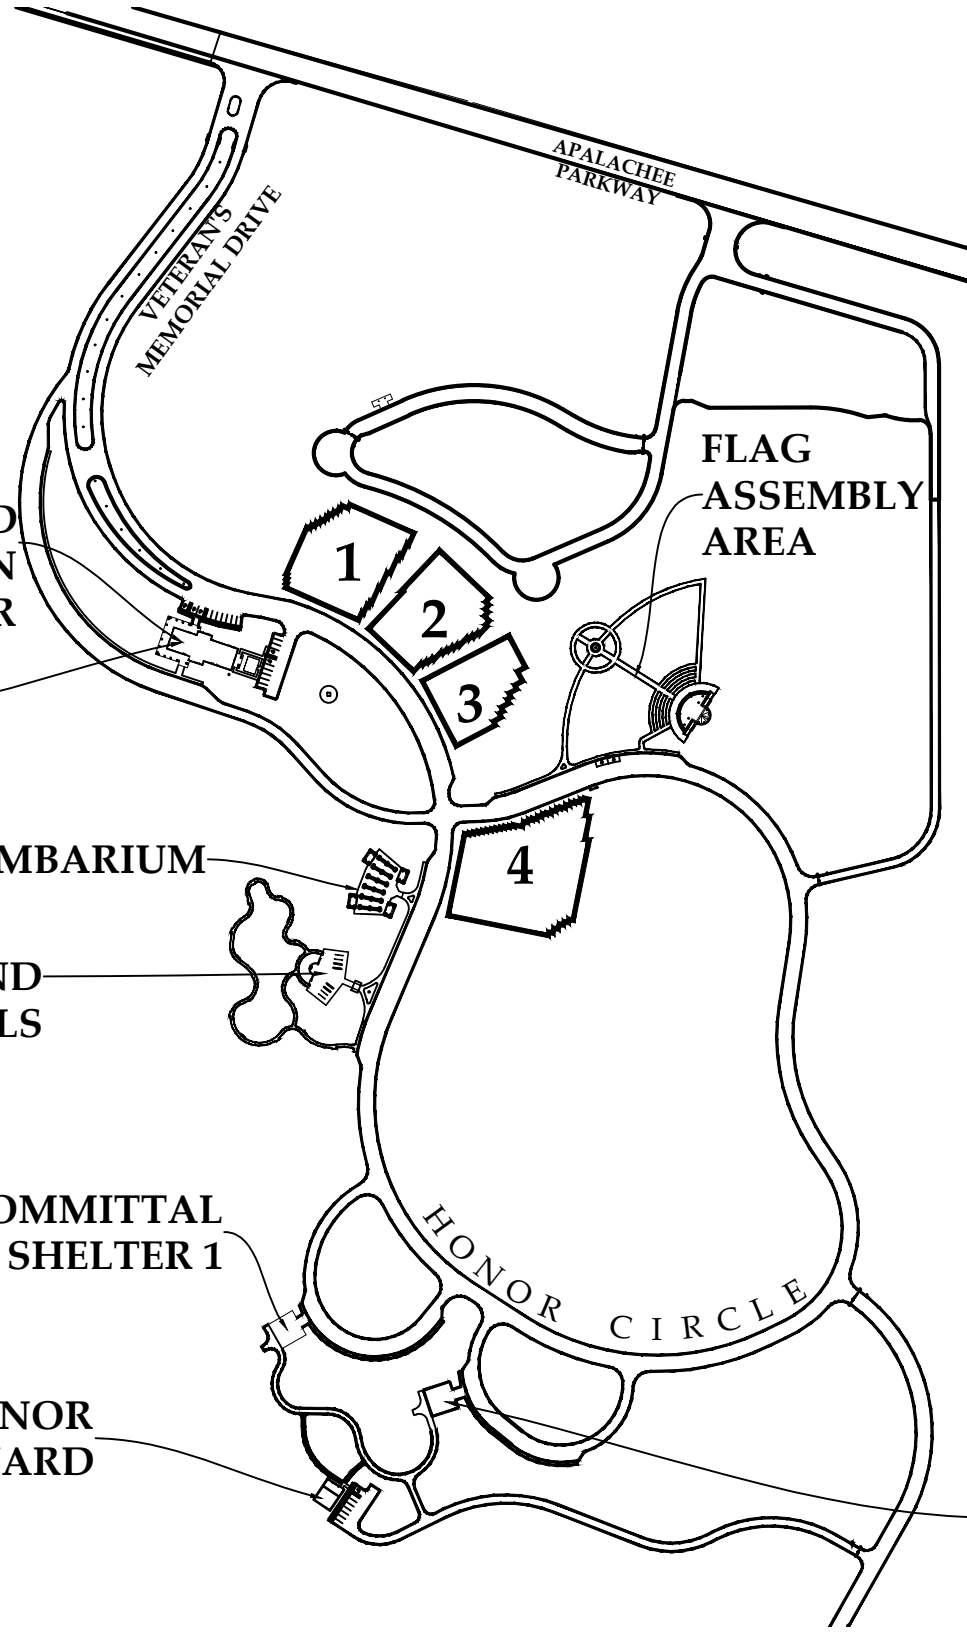 APALACHEE
PARKWAY
VETERAN'S
MEMORIAL DRIVE
FLAG
ASSEMBLY
AREA
1
2
3
4
MBARIUM
ND
LS
OMMITTAL
SHELTER 1
HONOR CIRCLE
NOR